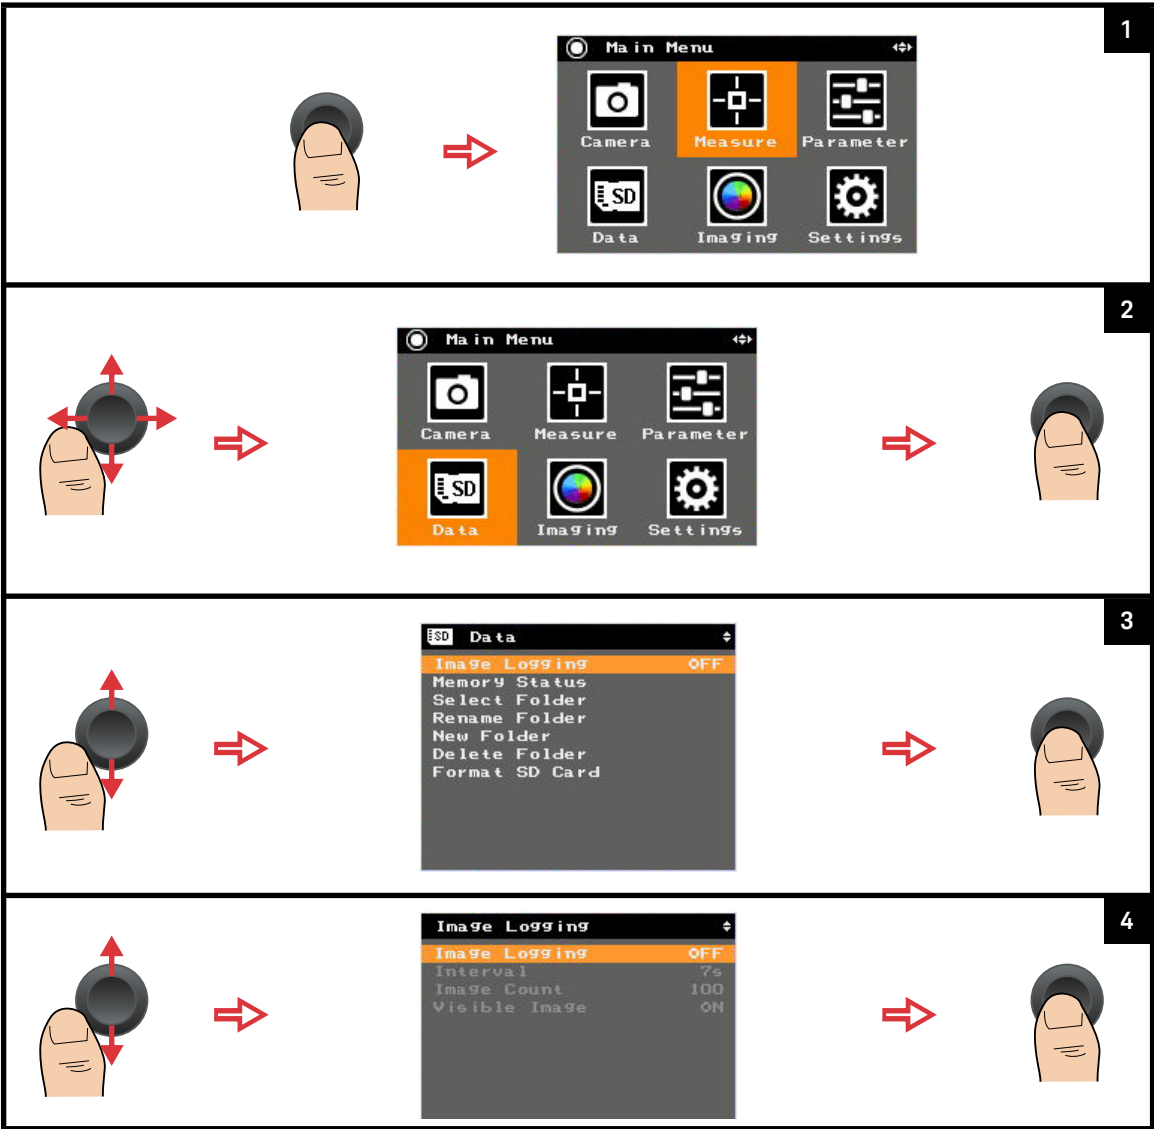 1
Main Menu
Camera Measure Parameter
SD
Data Imaging Settings
2
Main Menu
Camera Measure Parameter
SD
Data Imaging Settings
3
SD Data
Image Logging OFF
Memory Status
Select Folder
Rename Folder
New Folder
Delete Folder
Format SD Card
4
Image Logging
Image Logging OFF
Interval 7s
Image Count 100
Visible Image ON